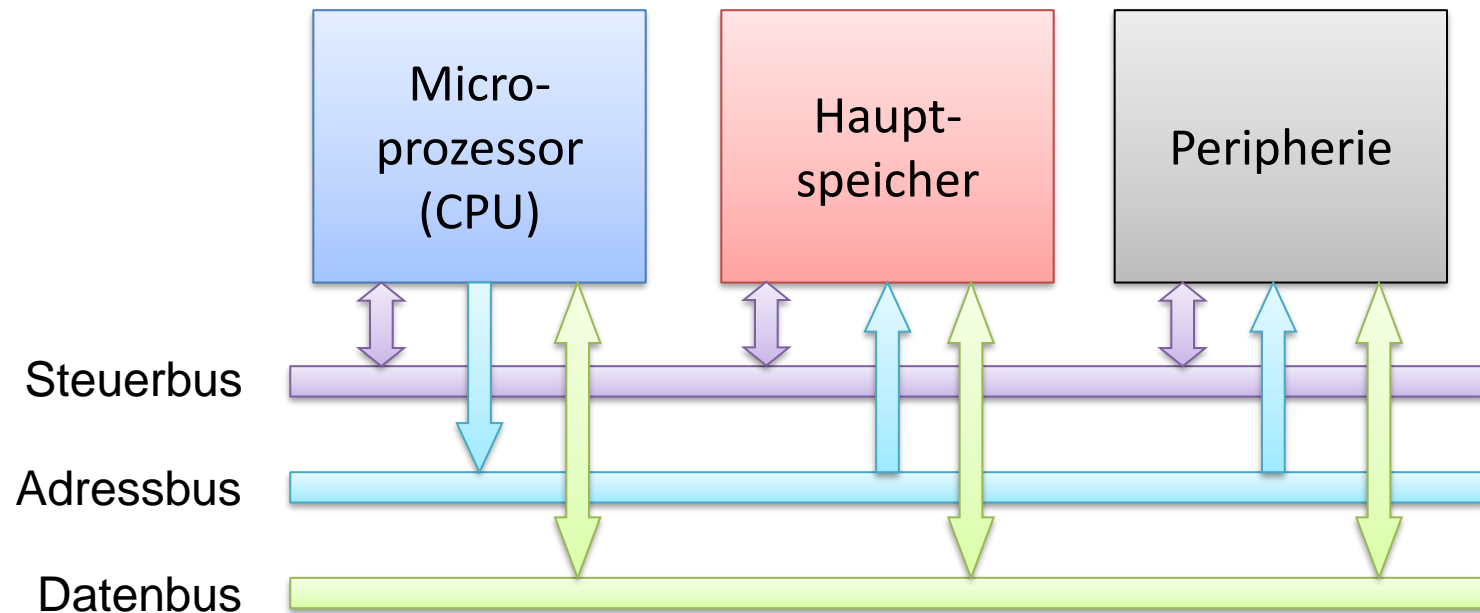 Micro-
prozessor
(CPU)
Haupt-
speicher
Peripherie
Steuerbus
Adressbus
Datenbus